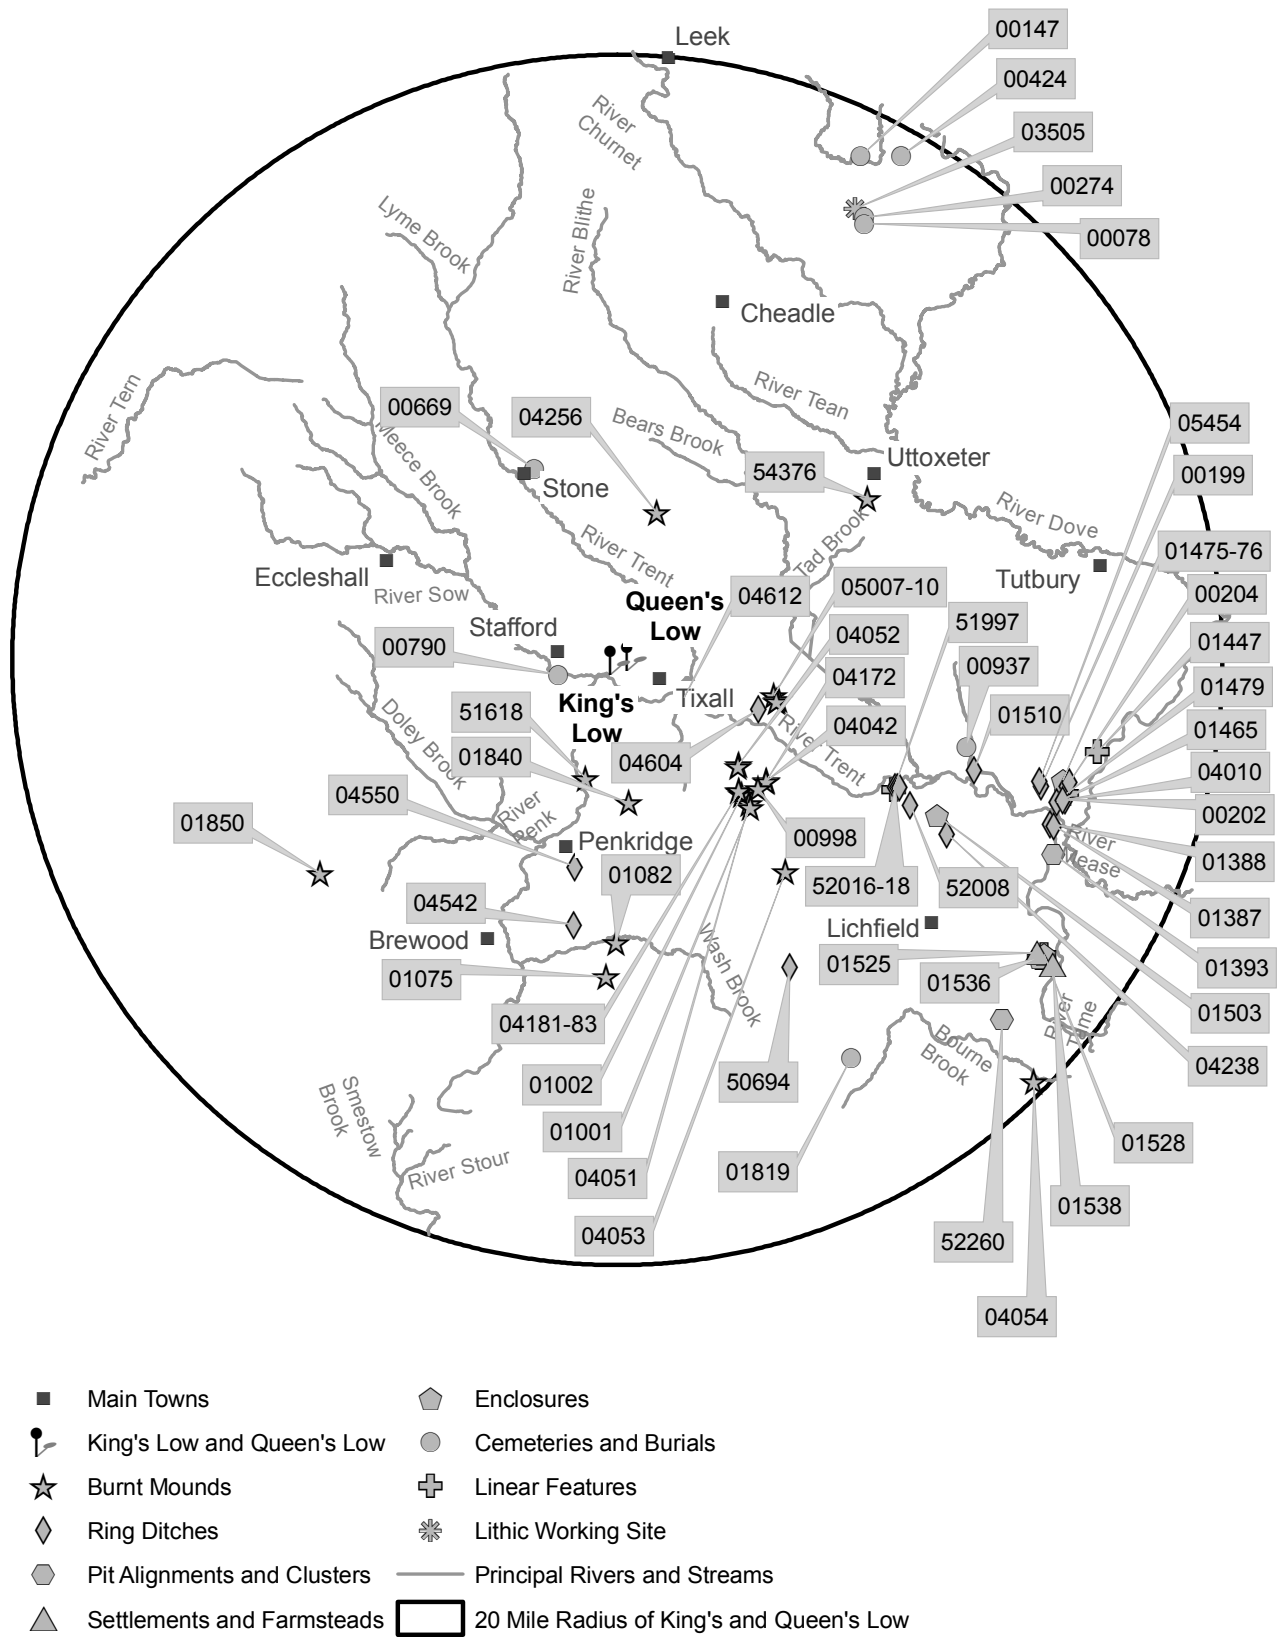 Leek
00147
00424
03505
00274
00078
River
Churnet
Lyme Brook
River Blithe
Cheadle
River Tern
River Tean
00669
04256
Bears Brook
05454
Meece Brook
Uttoxeter
54376
00199
Stone
River Dove
River Trent
Tad Brook
01475-76
Eccleshall
Tutbury
River Sow
04612
05007-10
00204
Queen's
Low
51997
Stafford
04052
01447
00790
00937
04172
01479
Tixall
King's
Low
51618
Doley Brook
River Trent
04042
01510
01465
01840
04604
04010
04550
River
Penk
00202
01850
Penkridge
00998
River
Mease
01388
01082
52016-18
52008
04542
01387
Lichfield
Brewood
Wash Brook
01525
01393
01075
01536
04181-83
River
Tame
01503
Bourne
Brook
04238
01002
50694
Smestow
Brook
01001
01528
River Stour
04051
01819
01538
04053
52260
04054
Main Towns
King's Low and Queen's Low
Burnt Mounds
Ring Ditches
Pit Alignments and Clusters
Settlements and Farmsteads
Enclosures
Cemeteries and Burials
Linear Features
Lithic Working Site
Principal Rivers and Streams
20 Mile Radius of King's and Queen's Low